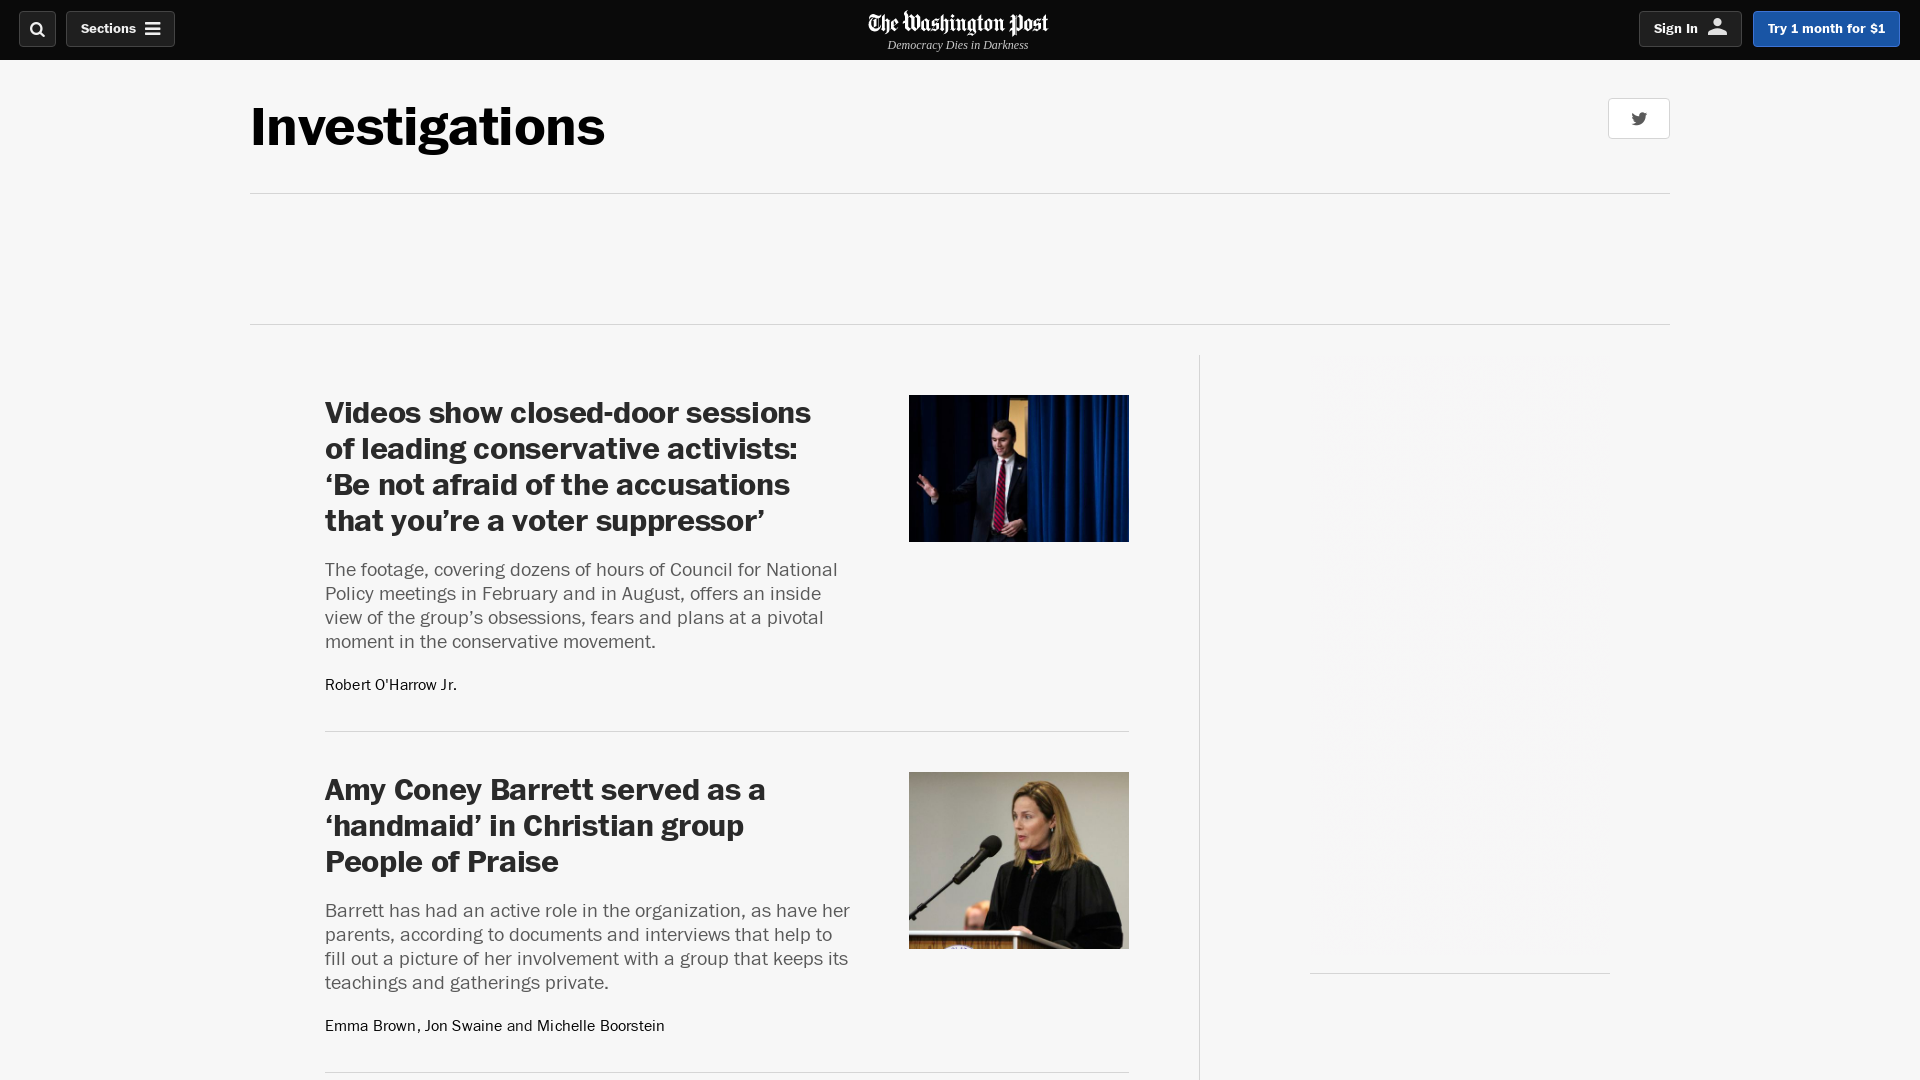 Sections
The Washington Post
Democracy Dies in Darkness
Sign In
Try 1 month for $1
Investigations
Videos show closed-door sessions
of leading conservative activists:
‘Be not afraid of the accusations
that you’re a voter suppressor’
The footage, covering dozens of hours of Council for National
Policy meetings in February and in August, offers an inside
view of the group’s obsessions, fears and plans at a pivotal
moment in the conservative movement.
Robert O'Harrow Jr.
Amy Coney Barrett served as a
‘handmaid’ in Christian group
People of Praise
Barrett has had an active role in the organization, as have her
parents, according to documents and interviews that help to
fill out a picture of her involvement with a group that keeps its
teachings and gatherings private.
Emma Brown, Jon Swaine and Michelle Boorstein